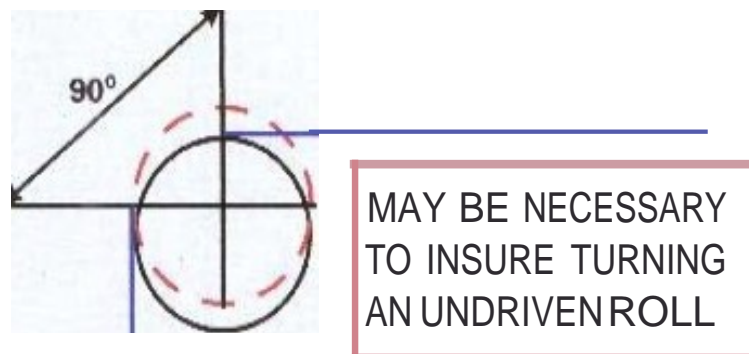 90°
MAY BE NECESSARY
TO INSURE TURNING
AN UNDRIVEN ROLL